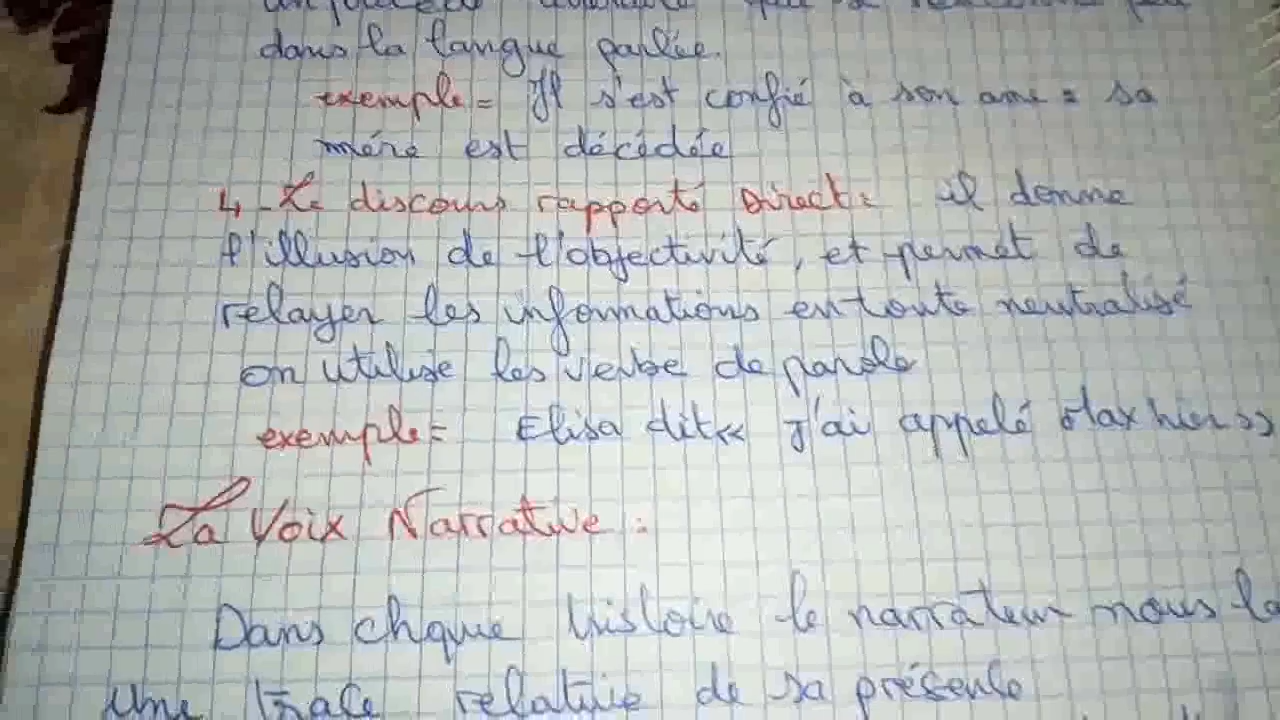 dans la langue parlée.
exemple = Il s'est confié à son ami = sa
mére est décédée
4-Le discours rapporté Direct = il donne
l'illusion de l'objectivité, et permet de
relayer les informations en toute neutralisé
on utilise les verbe de parole
exemple = Elisa dit « J'ai appelé Max hier »
La Voix Narrative :
Dans chque histoire le narrateur nous la
une trace relative de sa présence